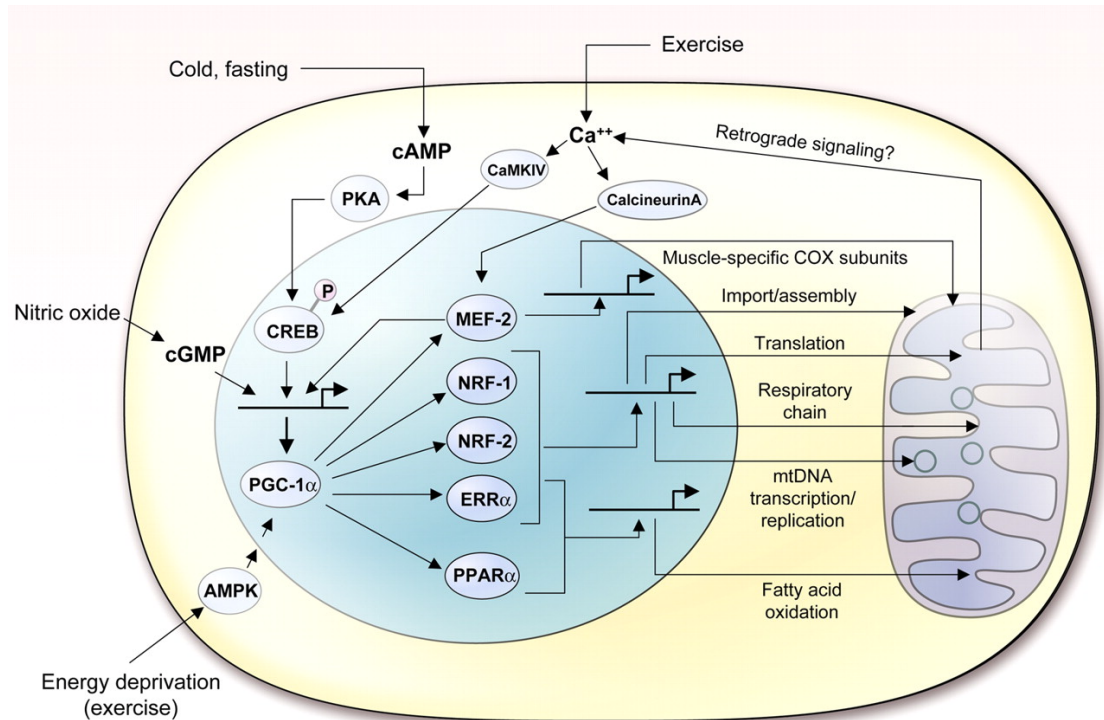 Exercise
Cold, fasting
Ca++
Retrograde signaling?
cAMP
CaMKIV
PKA
CalcineurinA
Muscle-specific COX subunits
P
Import/assembly
Nitric oxide
CREB
MEF-2
cGMP
Translation
NRF-1
Respiratory
chain
NRF-2
PGC-1α
ERRα
mtDNA
transcription/
replication
PPARα
AMPK
Fatty acid
oxidation
Energy deprivation
(exercise)